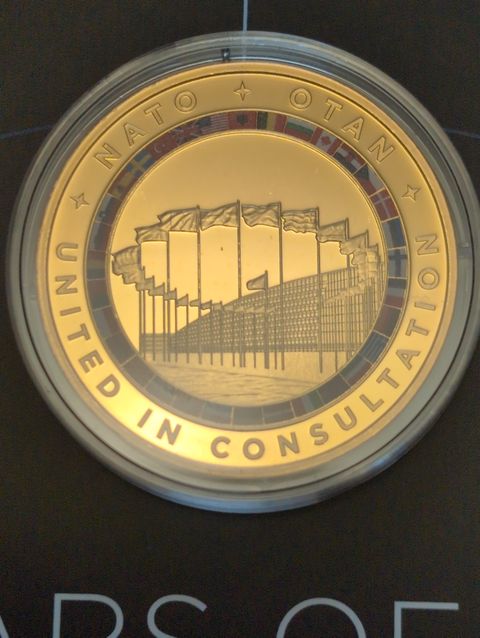 NATO ✦ OTAN
UNITED IN CONSULTATION
ARS OF